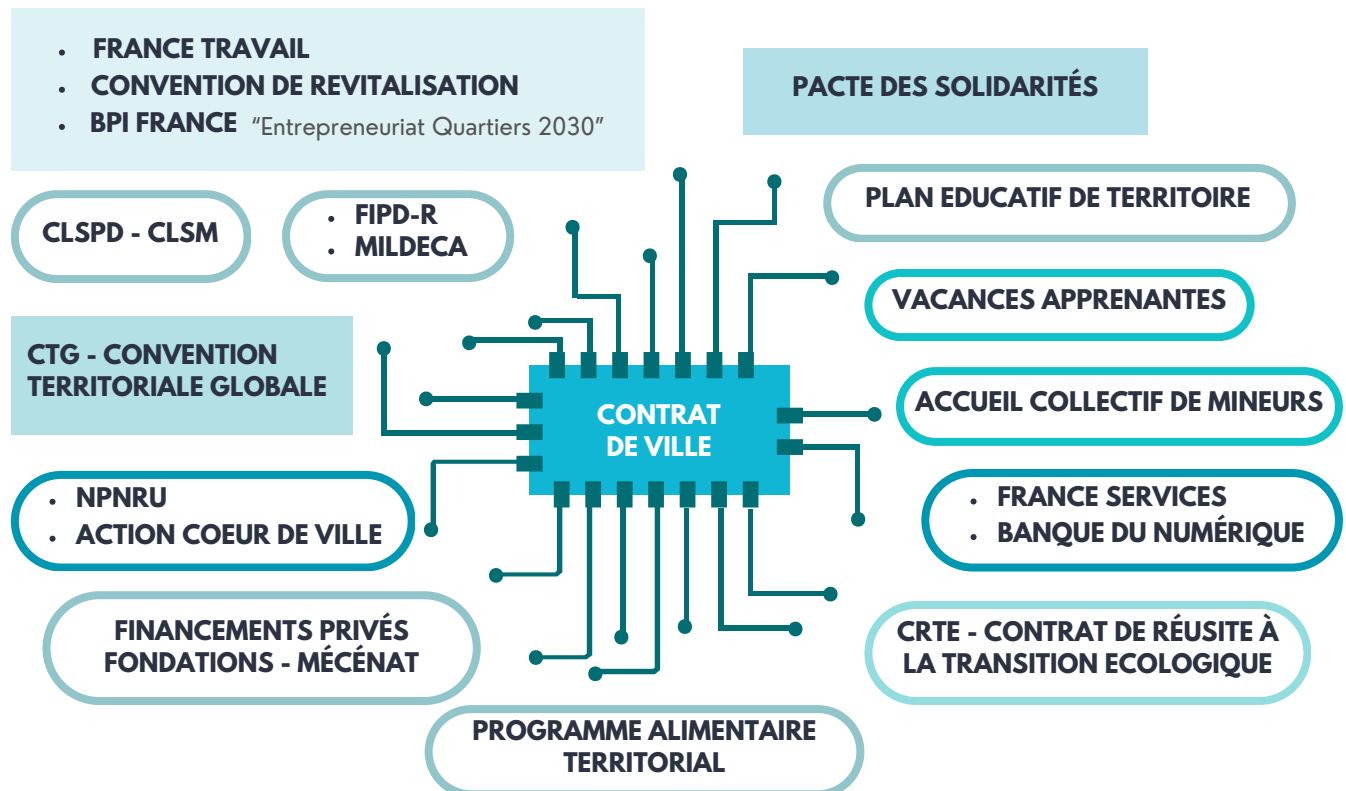 • FRANCE TRAVAIL
• CONVENTION DE REVITALISATION
• BPI FRANCE “Entrepreneuriat Quartiers 2030”
PACTE DES SOLIDARITÉS
CLSPD - CLSM
• FIPD-R
• MILDECA
PLAN EDUCATIF DE TERRITOIRE
VACANCES APPRENANTES
CTG - CONVENTION
TERRITORIALE GLOBALE
CONTRAT
DE VILLE
ACCUEIL COLLECTIF DE MINEURS
• NPNRU
• ACTION COEUR DE VILLE
• FRANCE SERVICES
• BANQUE DU NUMÉRIQUE
FINANCEMENTS PRIVÉS
FONDATIONS - MÉCÉNAT
CRTE - CONTRAT DE RÉUSITE À
LA TRANSITION ECOLOGIQUE
PROGRAMME ALIMENTAIRE
TERRITORIAL